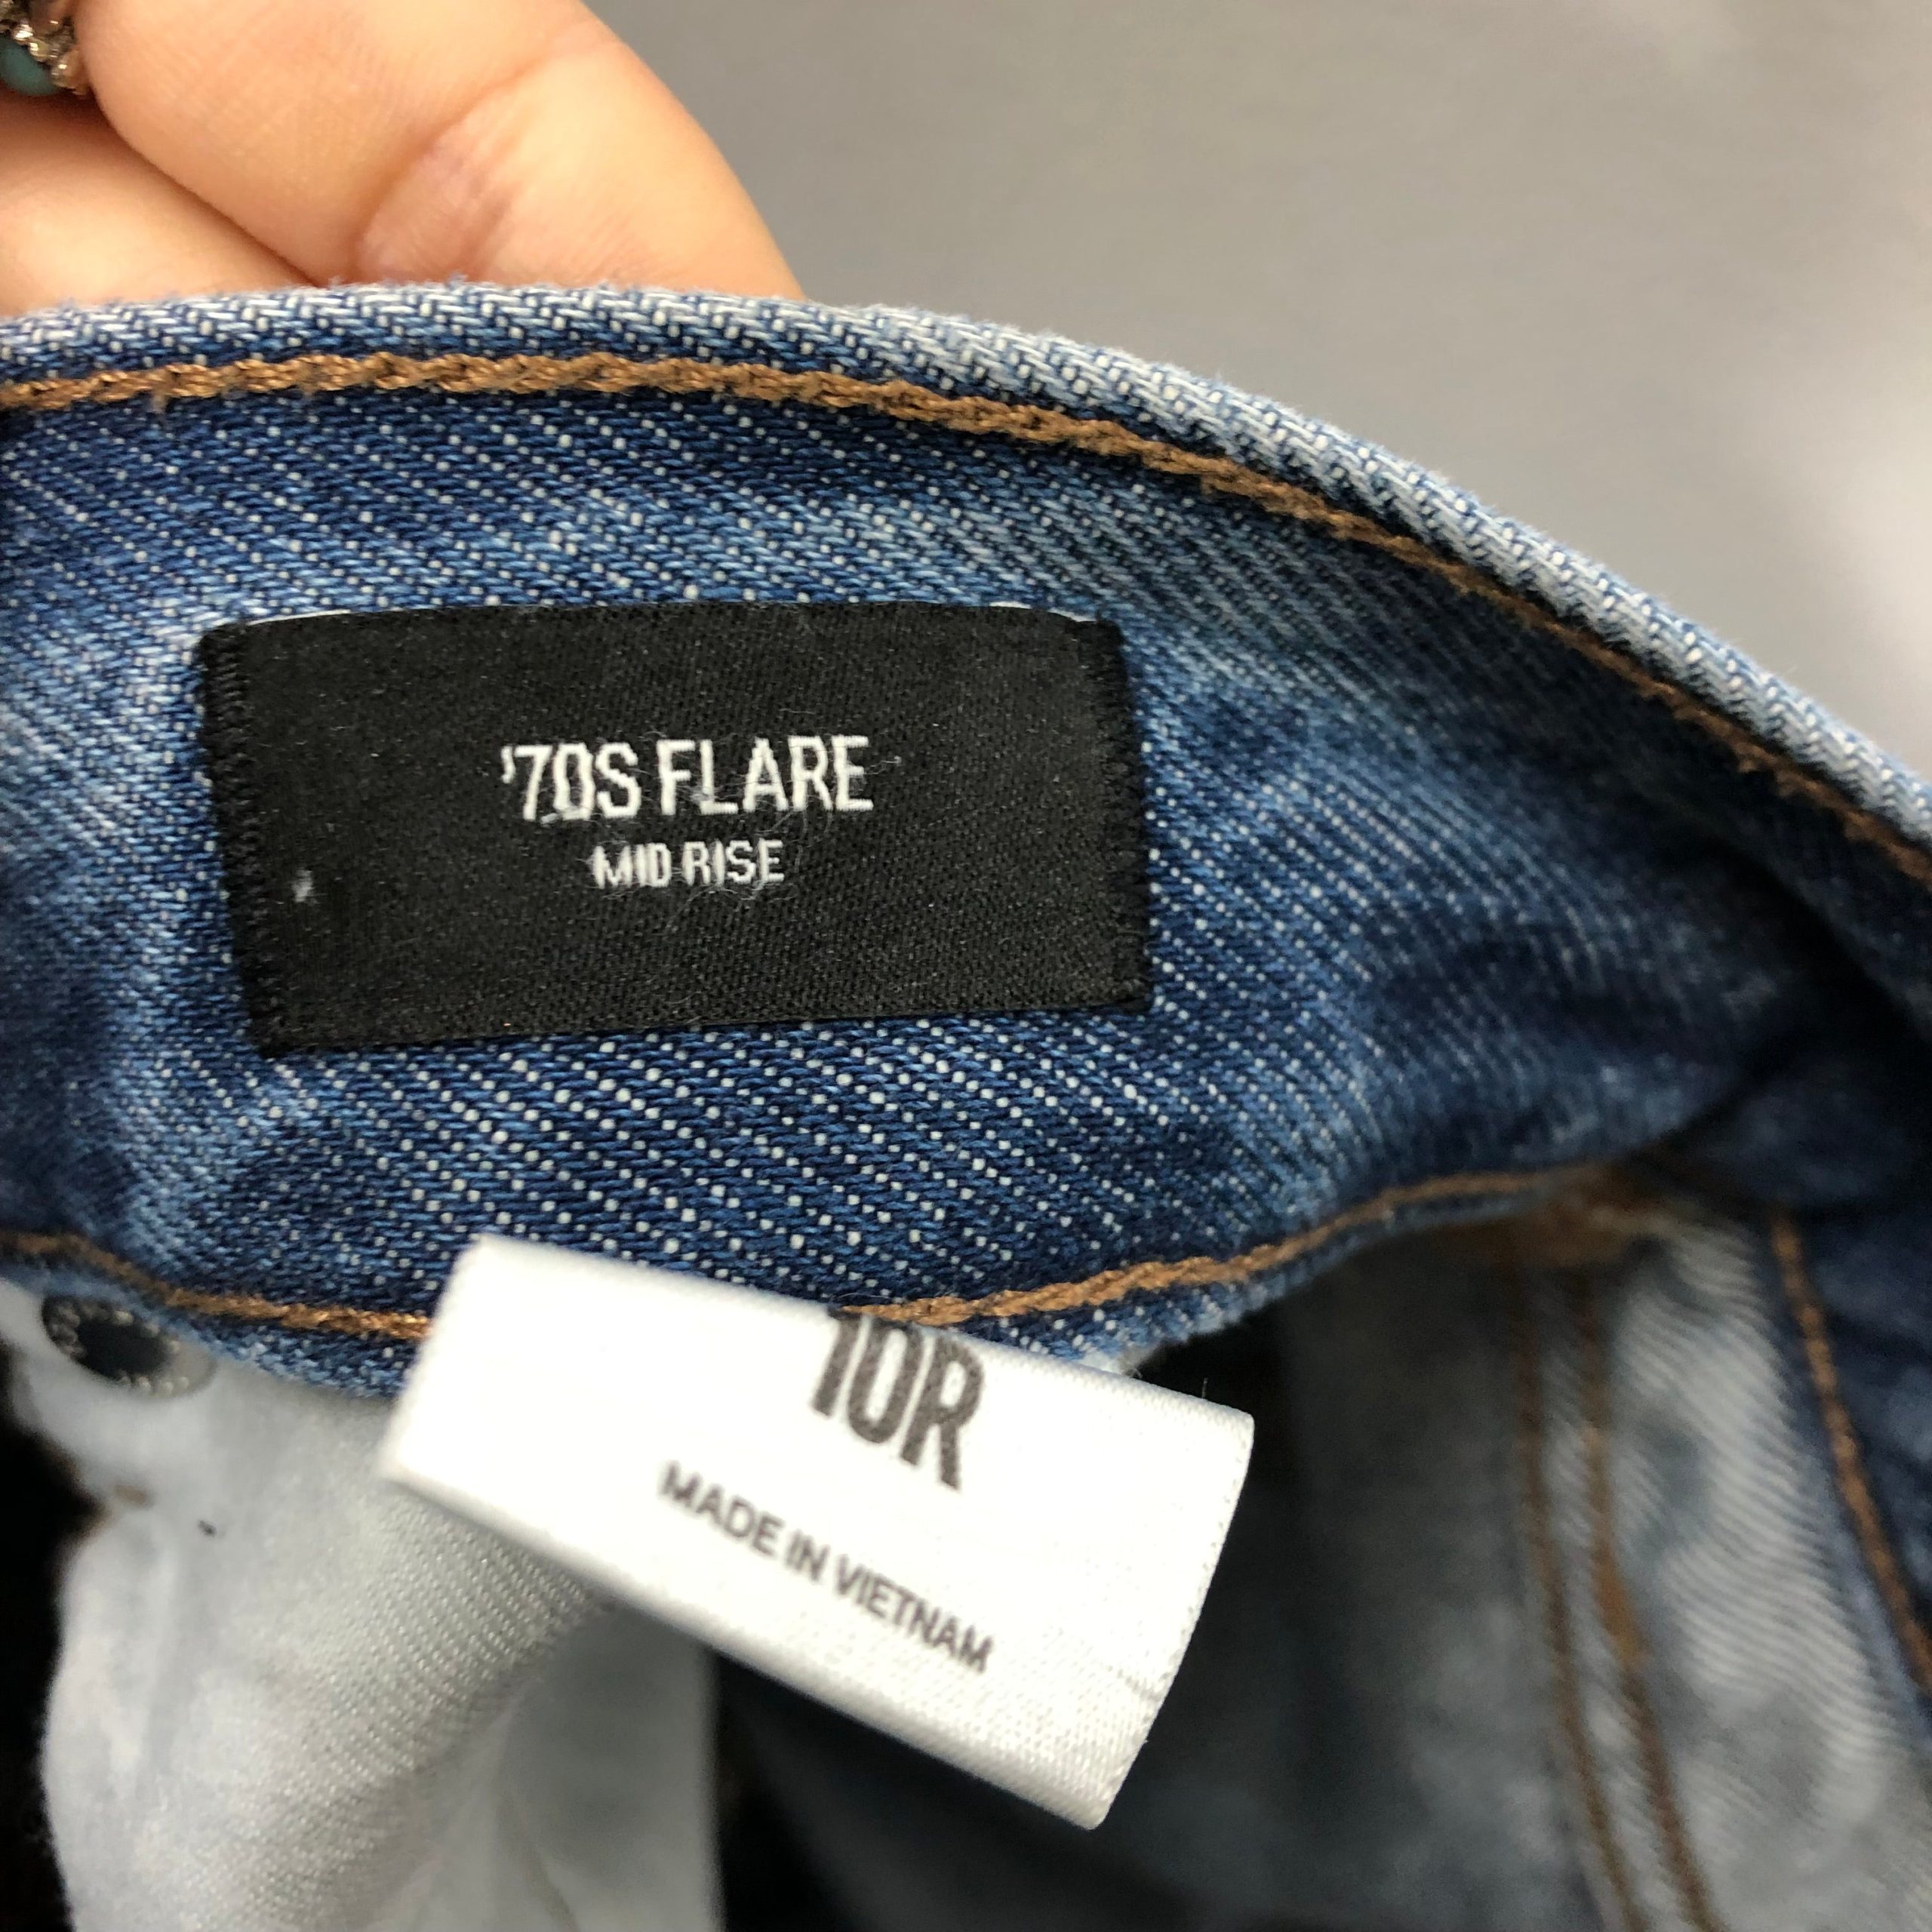 '70S FLARE
MID RISE
10R
MADE IN VIETNAM